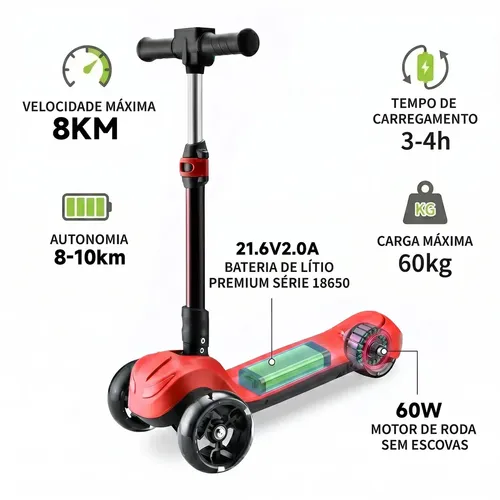 VELOCIDADE MÁXIMA
8KM
TEMPO DE
CARREGAMENTO
3-4h
AUTONOMIA
8-10km
KG
CARGA MÁXIMA
60kg
21.6V2.0A
BATERIA DE LÍTIO
PREMIUM SÉRIE 18650
60W
MOTOR DE RODA
SEM ESCOVAS